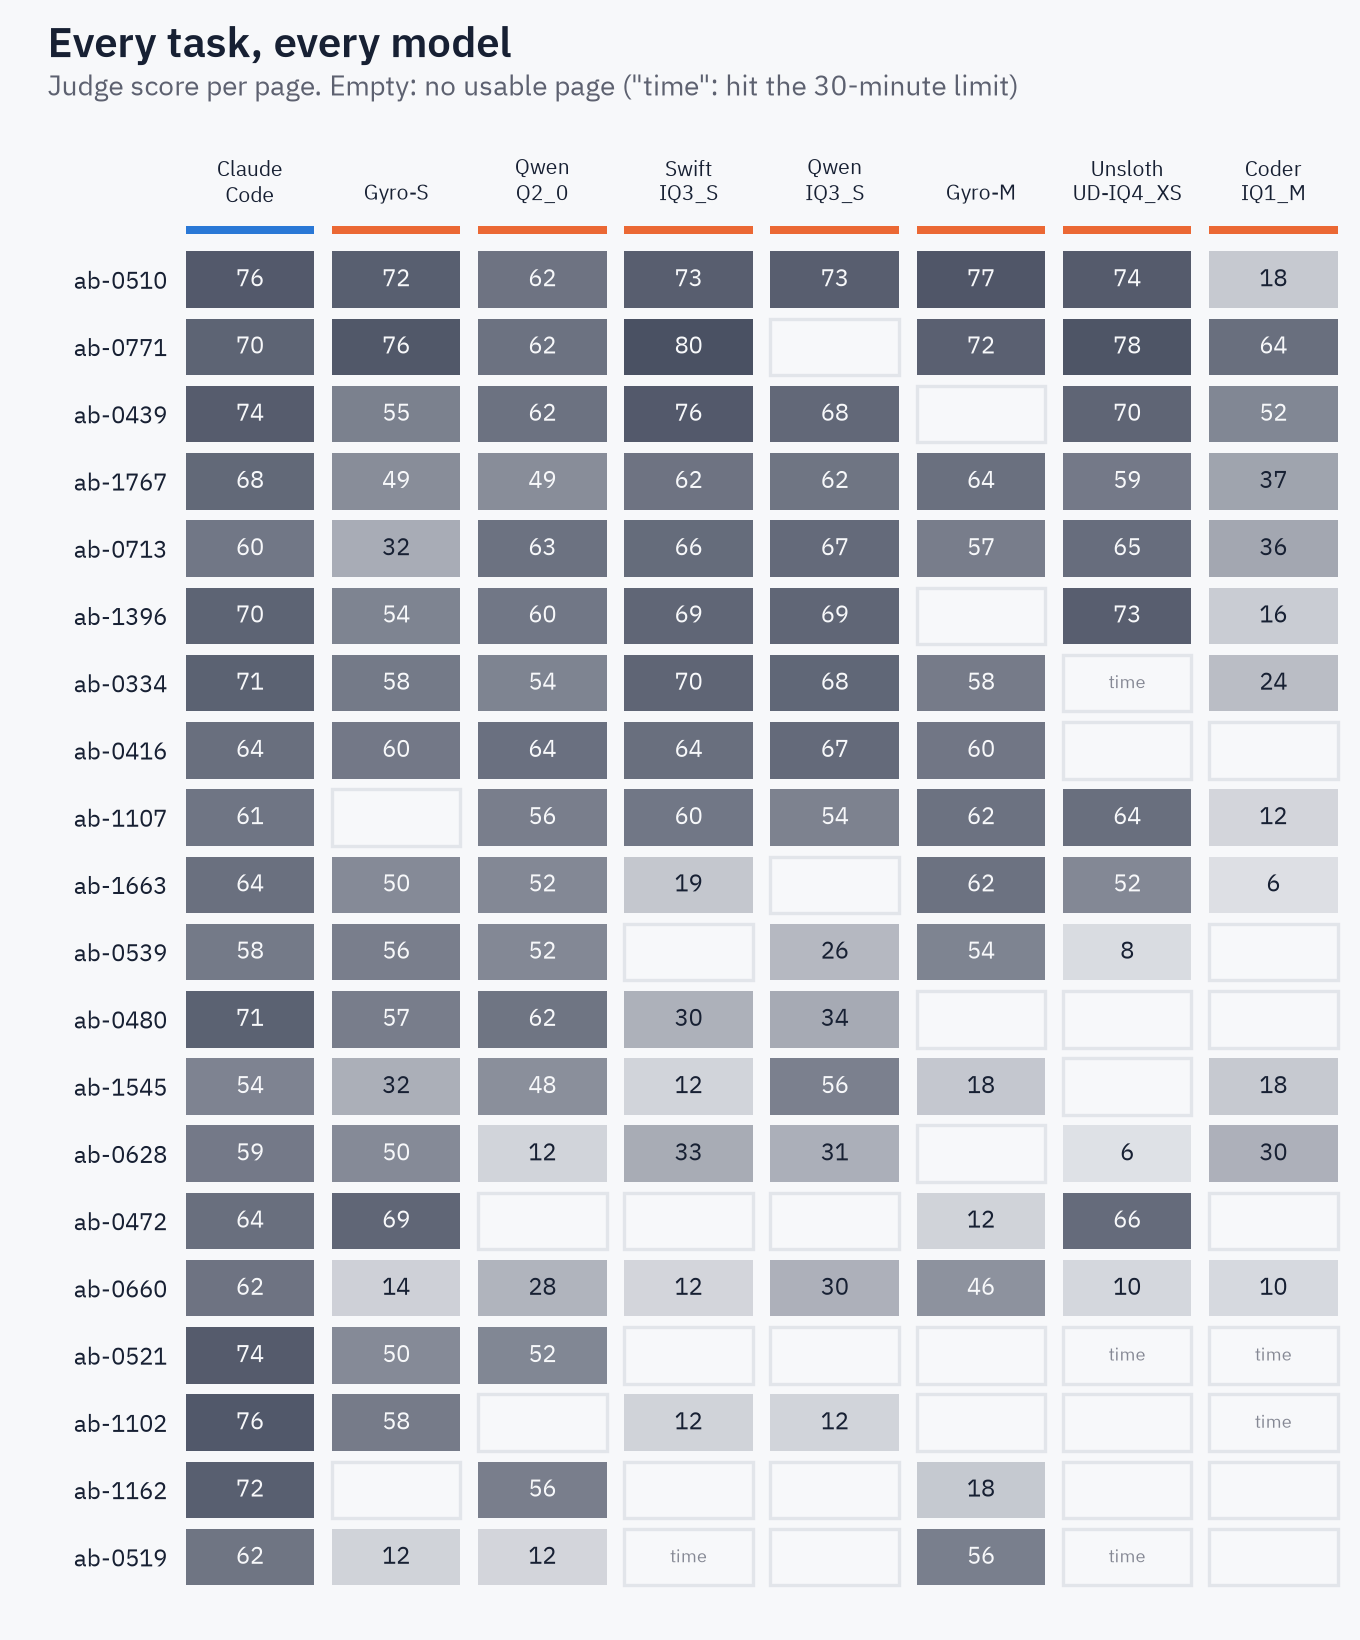 Every task, every model
Judge score per page. Empty: no usable page ("time": hit the 30-minute limit)
Claude Code Gyro-S Qwen Q2_0 Swift IQ3_S Qwen IQ3_S Gyro-M Unsloth UD-IQ4_XS Coder IQ1_M
ab-0510 76 72 62 73 73 77 74 18
ab-0771 70 76 62 80 72 78 64
ab-0439 74 55 62 76 68 70 52
ab-1767 68 49 49 62 62 64 59 37
ab-0713 60 32 63 66 67 57 65 36
ab-1396 70 54 60 69 69 73 16
ab-0334 71 58 54 70 68 58 time 24
ab-0416 64 60 64 64 67 60
ab-1107 61 56 60 54 62 64 12
ab-1663 64 50 52 19 62 52 6
ab-0539 58 56 52 26 54 8
ab-0480 71 57 62 30 34
ab-1545 54 32 48 12 56 18 18
ab-0628 59 50 12 33 31 6 30
ab-0472 64 69 12 66
ab-0660 62 14 28 12 30 46 10 10
ab-0521 74 50 52 time time
ab-1102 76 58 12 12 time
ab-1162 72 56 18
ab-0519 62 12 12 time 56 time